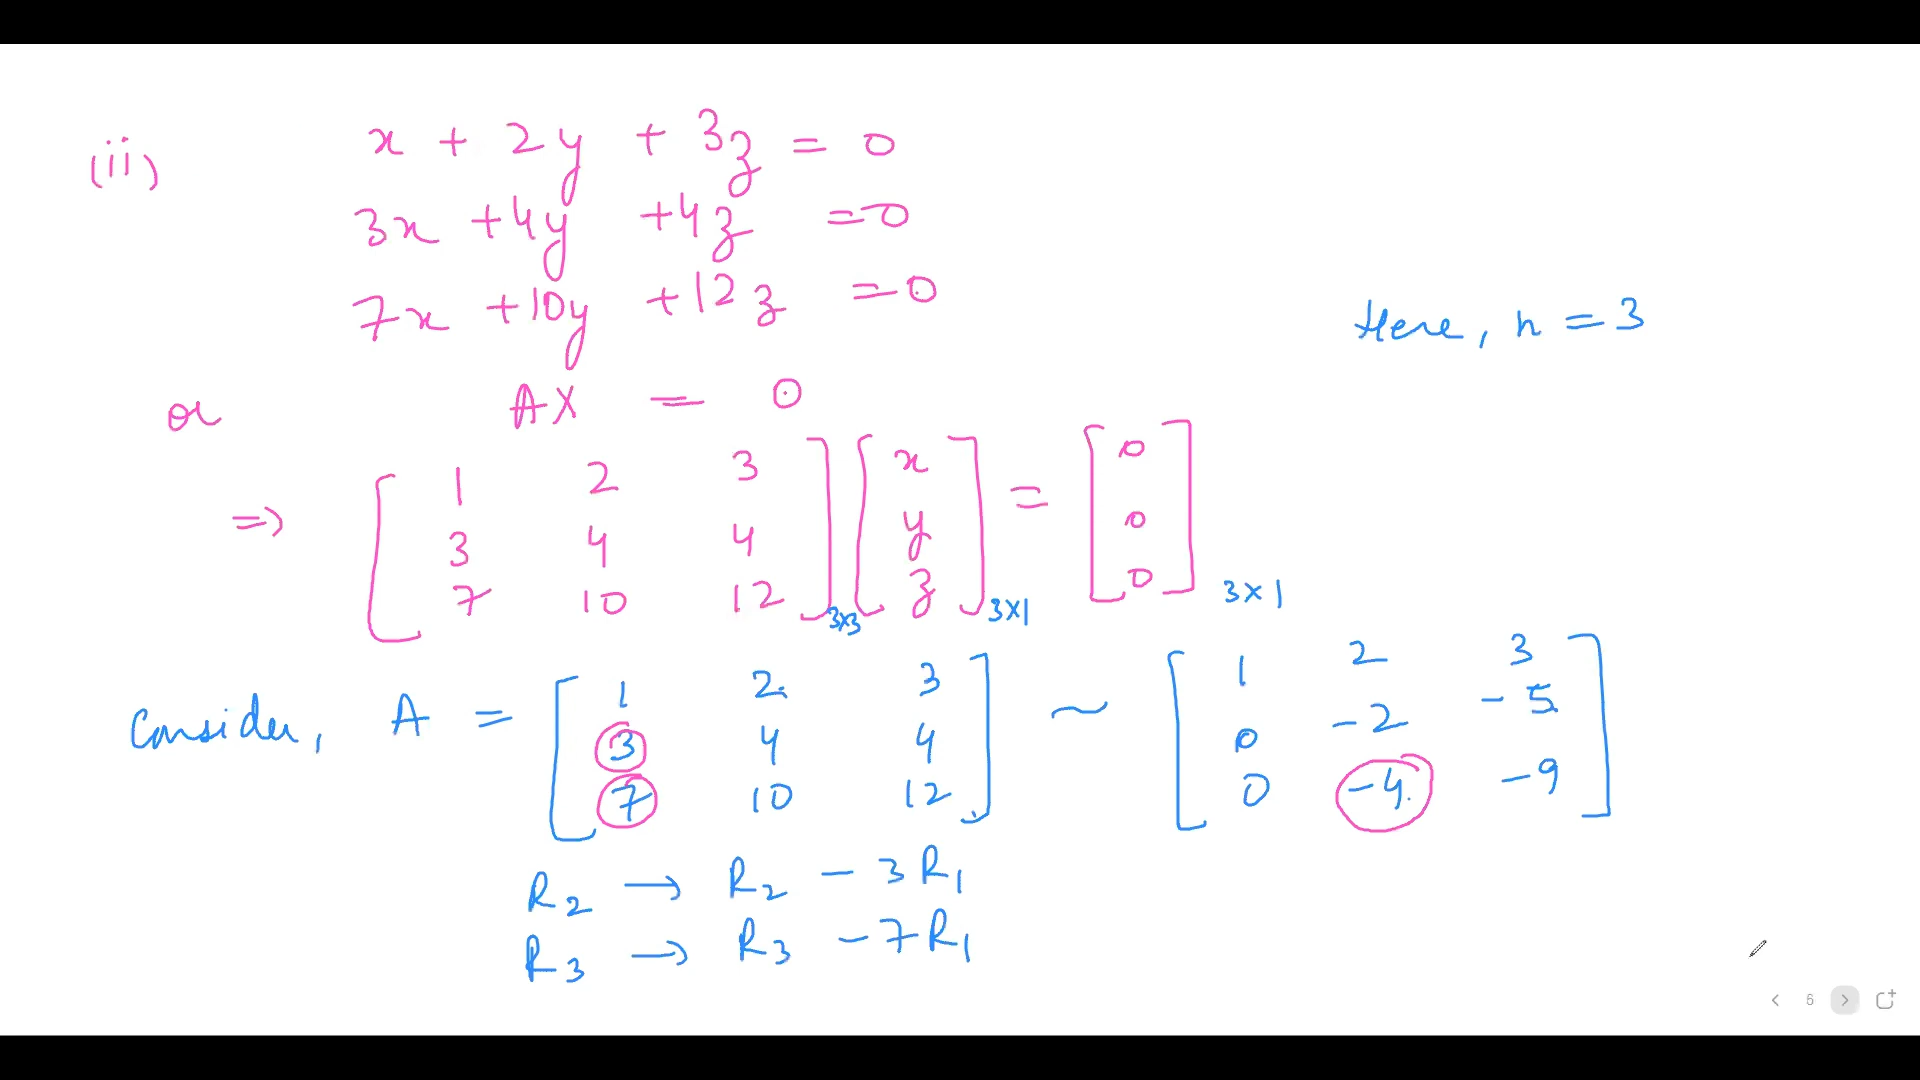 (ii) x + 2y + 3z = 0
3x + 4y + 4z = 0
7x + 10y + 12z = 0
Here, n = 3
or AX = 0
=> [ 1 2 3 ] [ x ] = [ 0 ]
3 4 4 y 0
7 10 12 3x3 z 3x1 0 3x1
Consider, A = [ 1 2 3 ] ~ [ 1 2 3 ]
3 4 4 0 -2 -5
7 10 12 0 -4 -9
R2 → R2 - 3R1
R3 → R3 - 7R1
< 6 >